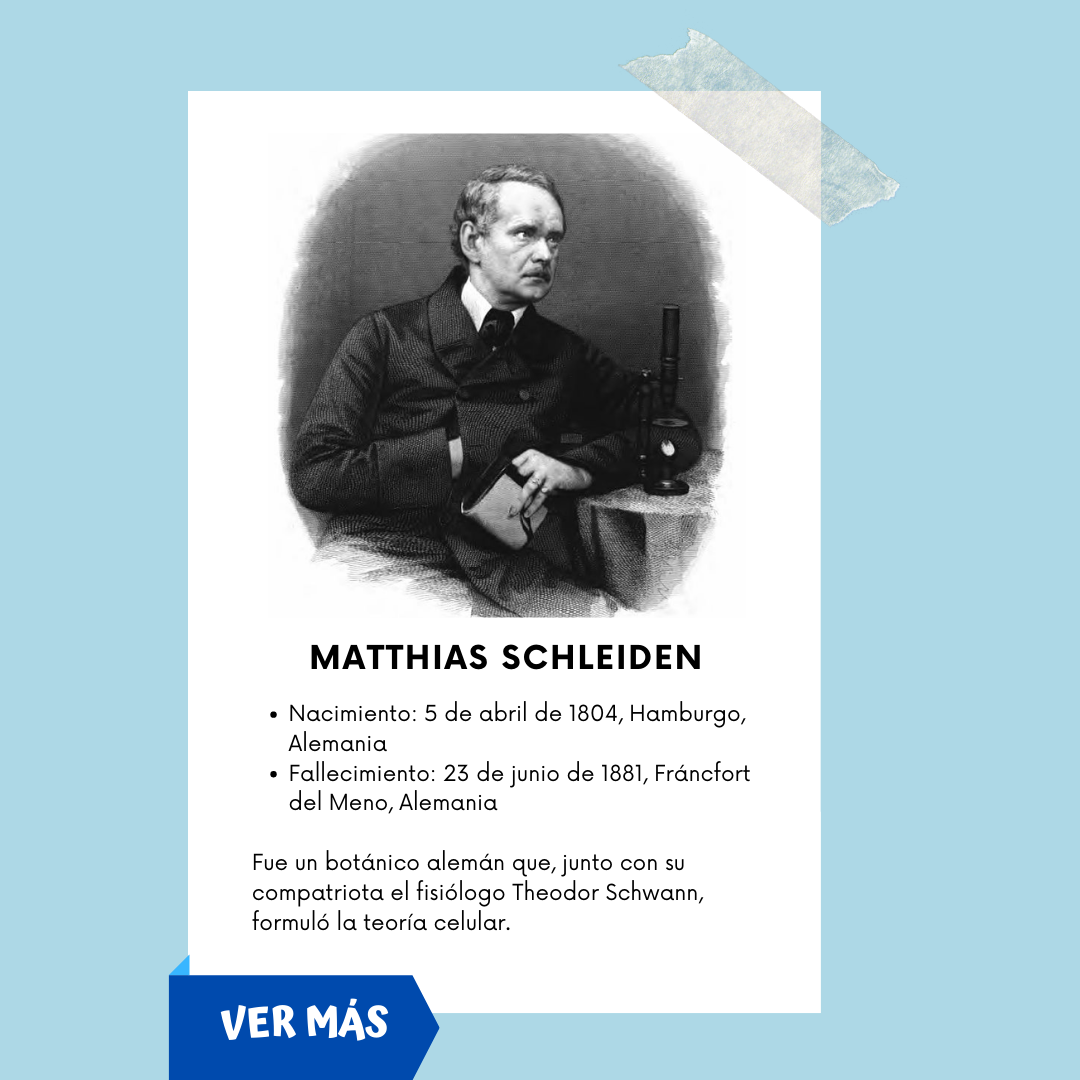 MATTHIAS SCHLEIDEN
• Nacimiento: 5 de abril de 1804, Hamburgo,
Alemania
• Fallecimiento: 23 de junio de 1881, Fráncfort
del Meno, Alemania
Fue un botánico alemán que, junto con su
compatriota el fisiólogo Theodor Schwann,
formuló la teoría celular.
VER MÁS